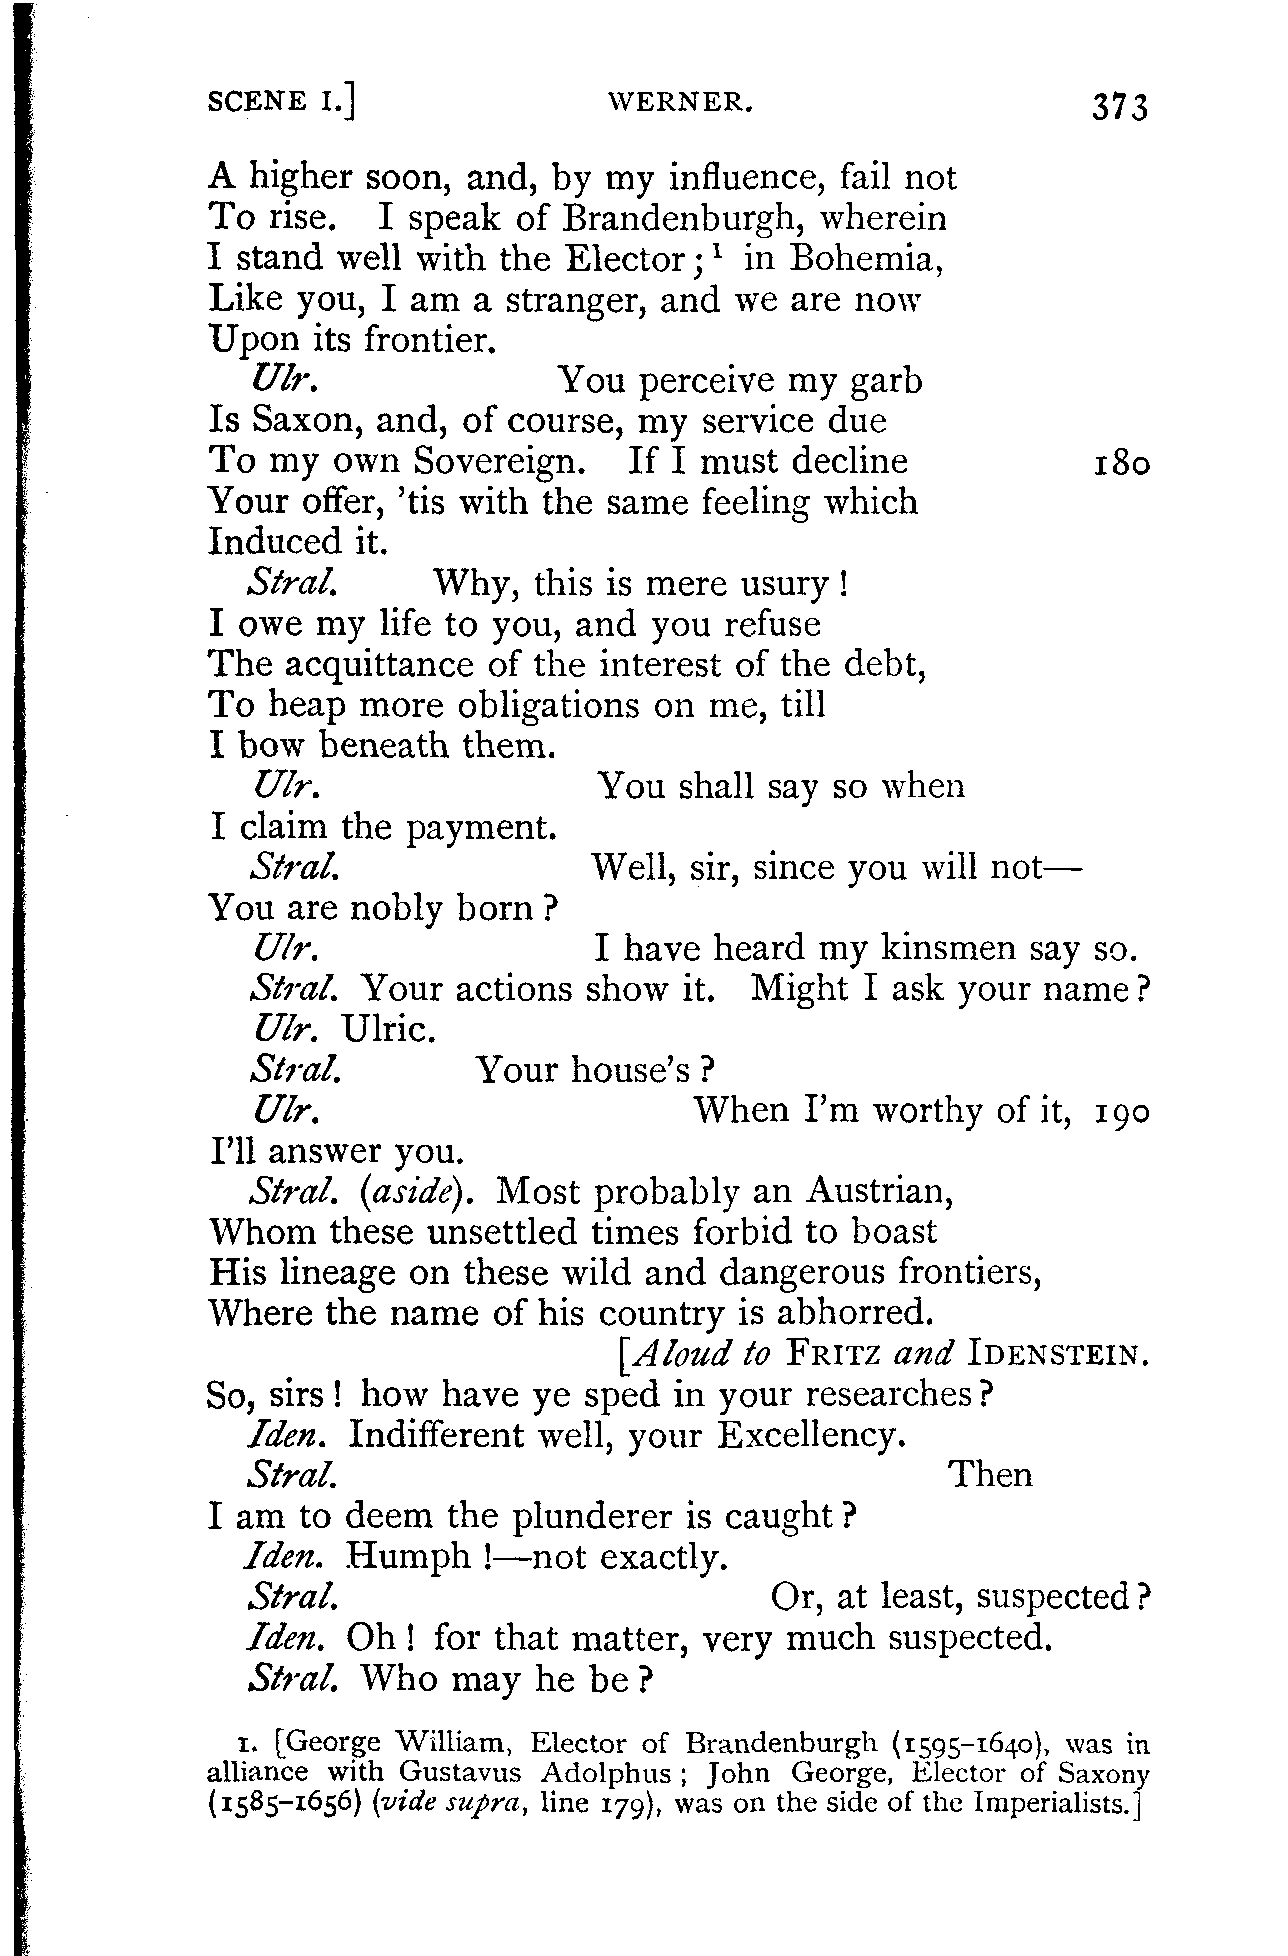 SCENE I.] WERNER. 373
A higher soon, and, by my influence, fail not
To rise. I speak of Brandenburgh, wherein
I stand well with the Elector;¹ in Bohemia,
Like you, I am a stranger, and we are now
Upon its frontier.
Ulr. You perceive my garb
Is Saxon, and, of course, my service due
To my own Sovereign. If I must decline 180
Your offer, 'tis with the same feeling which
Induced it.
Stral. Why, this is mere usury!
I owe my life to you, and you refuse
The acquittance of the interest of the debt,
To heap more obligations on me, till
I bow beneath them.
Ulr. You shall say so when
I claim the payment.
Stral. Well, sir, since you will not—
You are nobly born?
Ulr. I have heard my kinsmen say so.
Stral. Your actions show it. Might I ask your name?
Ulr. Ulric.
Stral. Your house's?
Ulr. When I'm worthy of it, 190
I'll answer you.
Stral. (aside). Most probably an Austrian,
Whom these unsettled times forbid to boast
His lineage on these wild and dangerous frontiers,
Where the name of his country is abhorred.
[Aloud to FRITZ and IDENSTEIN.
So, sirs! how have ye sped in your researches?
Iden. Indifferent well, your Excellency.
Stral. Then
I am to deem the plunderer is caught?
Iden. Humph!—not exactly.
Stral. Or, at least, suspected?
Iden. Oh! for that matter, very much suspected.
Stral. Who may he be?
1. [George William, Elector of Brandenburgh (1595-1640), was in
alliance with Gustavus Adolphus; John George, Elector of Saxony
(1585-1656) (vide supra, line 179), was on the side of the Imperialists.]